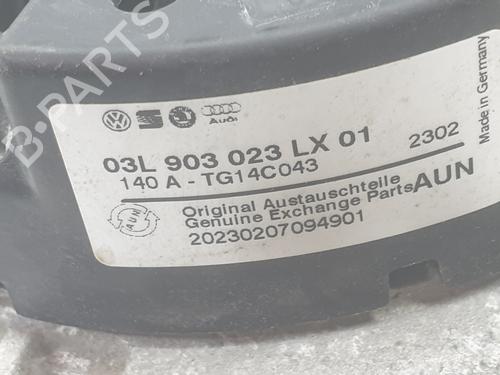 B-PARTS
Audi
03L 903 023 LX 01 2302
140 A - TG14C043
Original Austauschteile
Genuine Exchange Parts AUN
20230207094901
AUN
Made in Germany